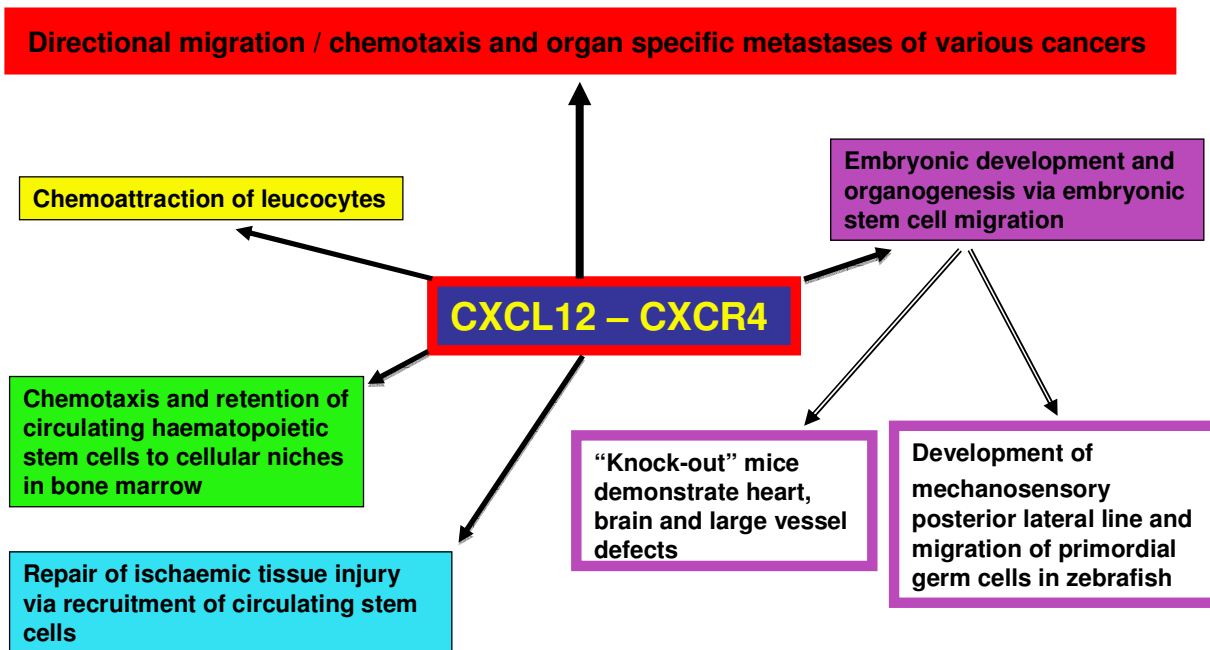 Directional migration / chemotaxis and organ specific metastases of various cancers
Embryonic development and
organogenesis via embryonic
stem cell migration
Chemoattraction of leucocytes
CXCL12 – CXCR4
Chemotaxis and retention of
circulating haematopoietic
stem cells to cellular niches
in bone marrow
“Knock-out” mice
demonstrate heart,
brain and large vessel
defects
Development of
mechanosensory
posterior lateral line and
migration of primordial
germ cells in zebrafish
Repair of ischaemic tissue injury
via recruitment of circulating stem
cells